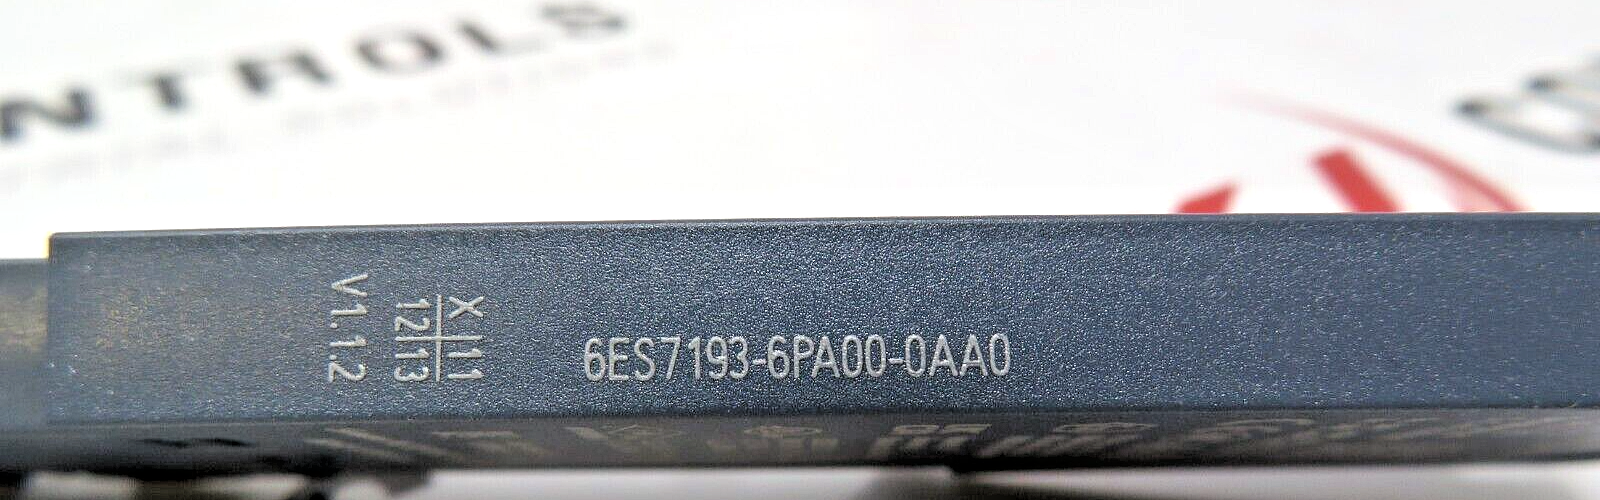 NTROLS
X 11
12 13
V1.1.2
6ES7193-6PA00-0AA0